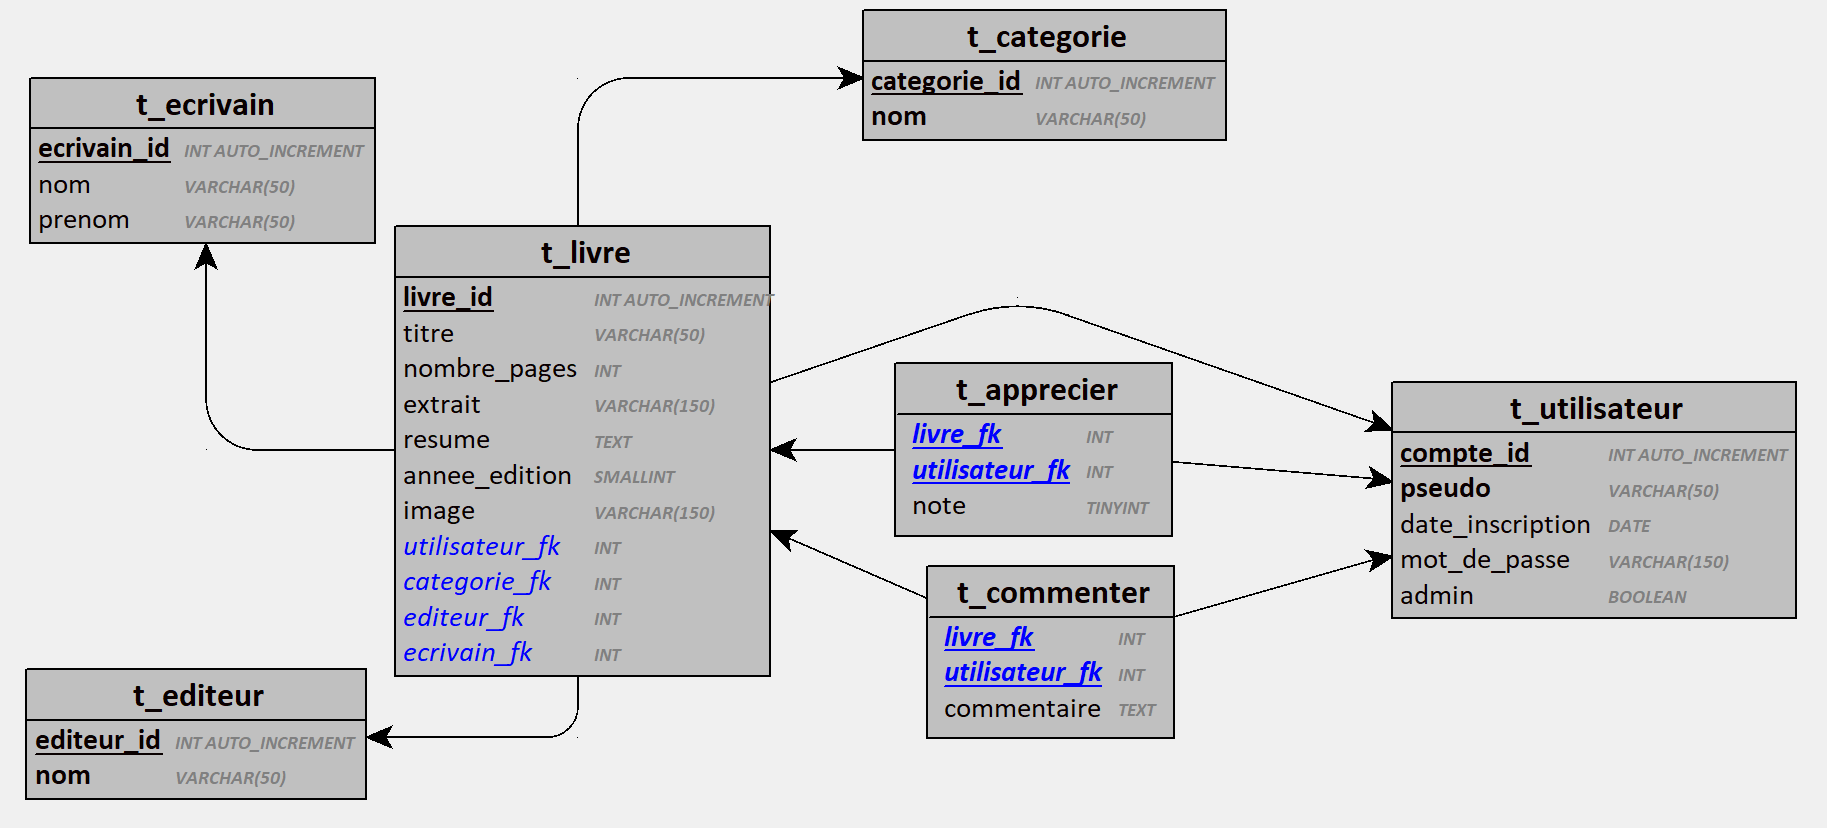 t_categorie
categorie_id INT AUTO_INCREMENT
nom VARCHAR(50)
t_ecrivain
ecrivain_id INT AUTO_INCREMENT
nom VARCHAR(50)
prenom VARCHAR(50)
t_livre
livre_id INT AUTO_INCREMENT
titre VARCHAR(50)
nombre_pages INT
extrait VARCHAR(150)
resume TEXT
annee_edition SMALLINT
image VARCHAR(150)
utilisateur_fk INT
categorie_fk INT
editeur_fk INT
ecrivain_fk INT
t_apprecier
livre_fk INT
utilisateur_fk INT
note TINYINT
t_utilisateur
compte_id INT AUTO_INCREMENT
pseudo VARCHAR(50)
date_inscription DATE
mot_de_passe VARCHAR(150)
admin BOOLEAN
t_commenter
livre_fk INT
utilisateur_fk INT
commentaire TEXT
t_editeur
editeur_id INT AUTO_INCREMENT
nom VARCHAR(50)